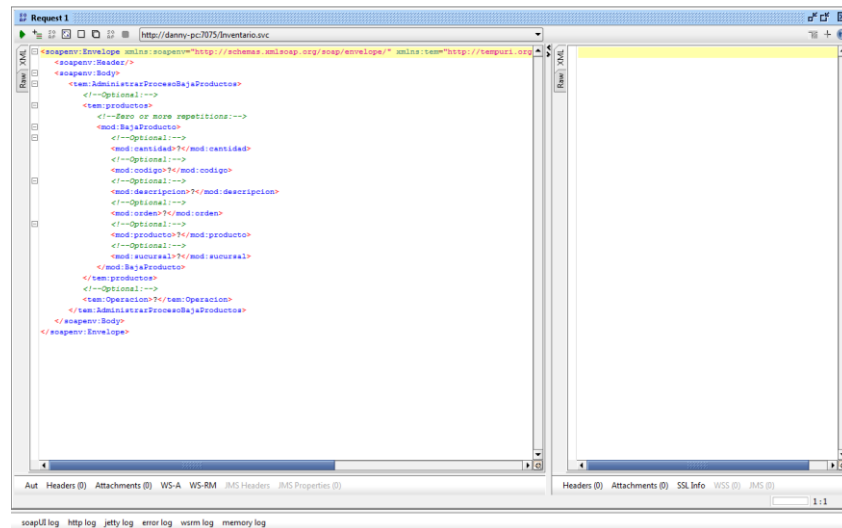 Request 1
http://danny-pc:7075/Inventario.svc
XML
Raw
<soapenv:Envelope xmlns:soapenv="http://schemas.xmlsoap.org/soap/envelope/" xmlns:tem="http://tempuri.org
<soapenv:Header/>
<soapenv:Body>
<tem:AdministrarProcesoBajaProductos>
<!--Optional:-->
<tem:productos>
<!--Zero or more repetitions:-->
<mod:BajaProducto>
<!--Optional:-->
<mod:cantidad>?</mod:cantidad>
<!--Optional:-->
<mod:codigo>?</mod:codigo>
<!--Optional:-->
<mod:descripcion>?</mod:descripcion>
<!--Optional:-->
<mod:orden>?</mod:orden>
<!--Optional:-->
<mod:producto>?</mod:producto>
<!--Optional:-->
<mod:sucursal>?</mod:sucursal>
</mod:BajaProducto>
</tem:productos>
<!--Optional:-->
<tem:Operacion>?</tem:Operacion>
</tem:AdministrarProcesoBajaProductos>
</soapenv:Body>
</soapenv:Envelope>
XML
Raw
Aut Headers (0) Attachments (0) WS-A WS-RM JMS Headers JMS Properties (0)
Headers (0) Attachments (0) SSL Info WSS (0) JMS (0)
1:1
soapUI log http log jetty log error log wsrm log memory log